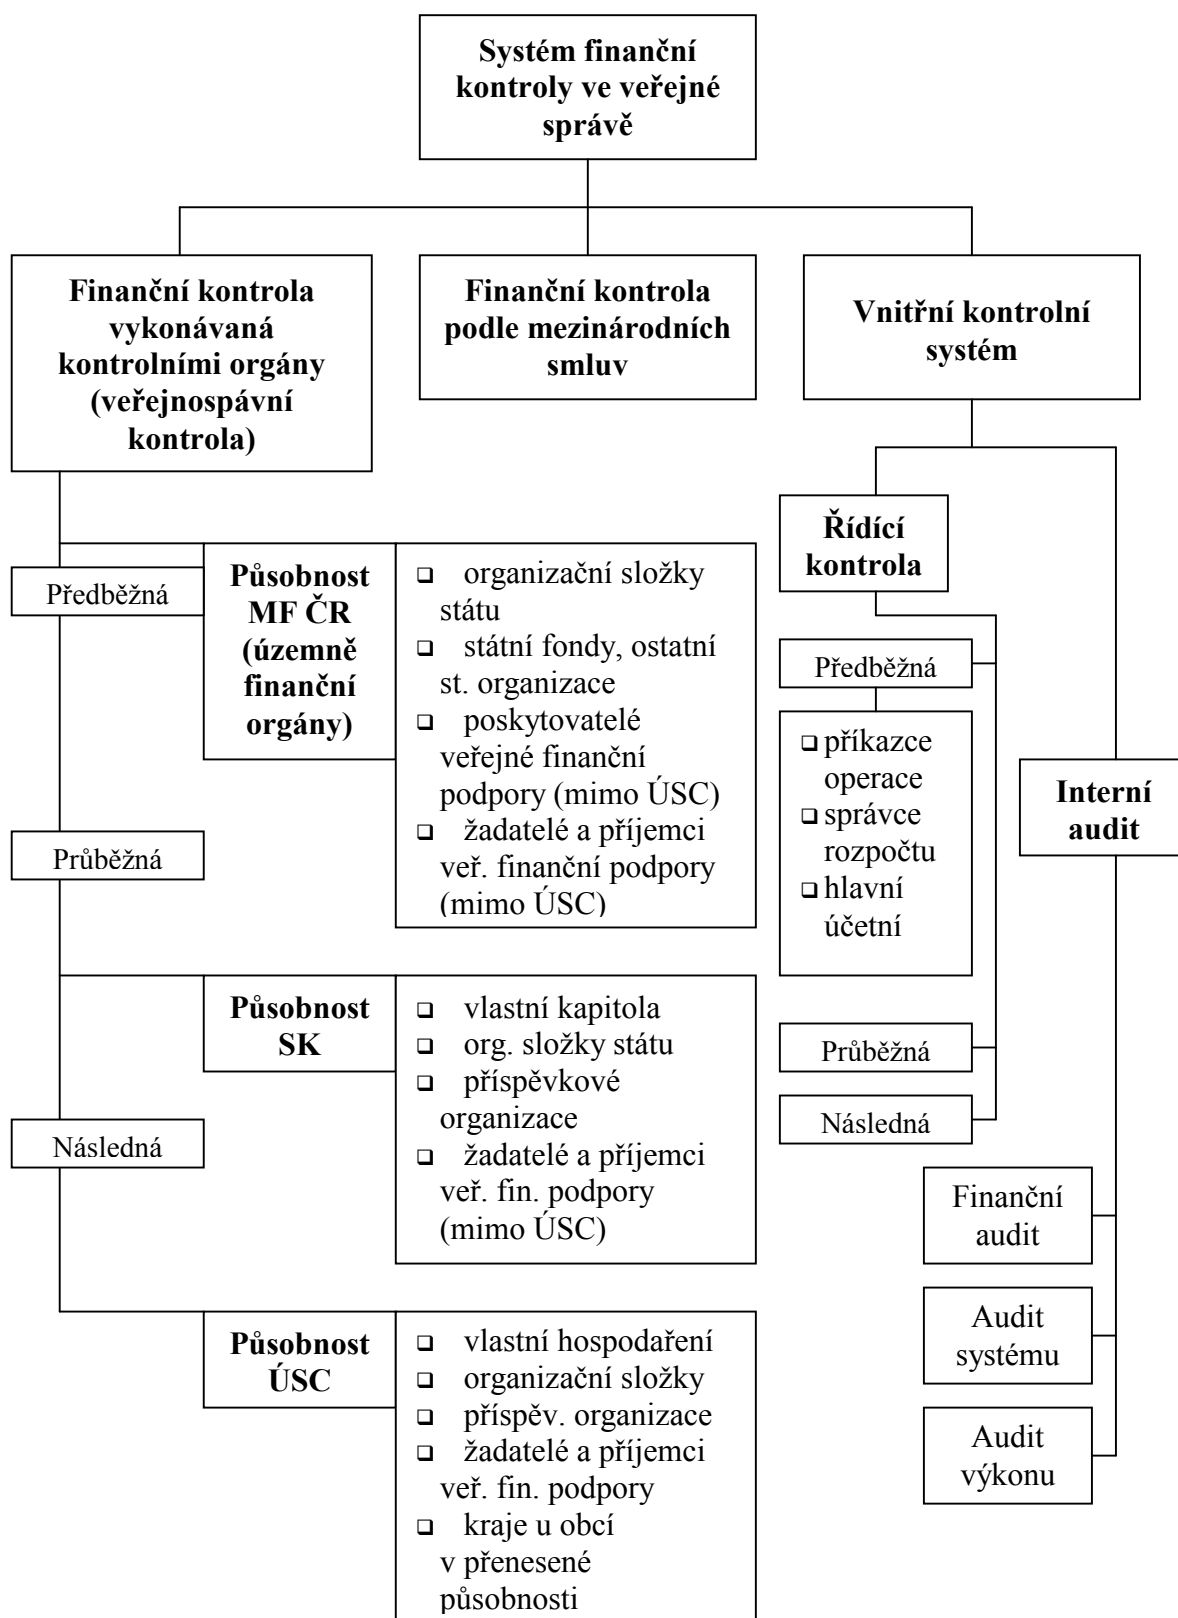 Systém finanční
kontroly ve veřejné
správě
Finanční kontrola
vykonávaná
kontrolními orgány
(veřejnospávní
kontrola)
Finanční kontrola
podle mezinárodních
smluv
Vnitřní kontrolní
systém
Předběžná
Průběžná
Následná
Působnost
MF ČR
(územně
finanční
orgány)
❑ organizační složky
státu
❑ státní fondy, ostatní
st. organizace
❑ poskytovatelé
veřejné finanční
podpory (mimo ÚSC)
❑ žadatelé a příjemci
veř. finanční podpory
(mimo ÚSC)
Působnost
SK
❑ vlastní kapitola
❑ org. složky státu
❑ příspěvkové
organizace
❑ žadatelé a příjemci
veř. fin. podpory
(mimo ÚSC)
Působnost
ÚSC
❑ vlastní hospodaření
❑ organizační složky
❑ příspěv. organizace
❑ žadatelé a příjemci
veř. fin. podpory
❑ kraje u obcí
v přenesené
působnosti
Řídící
kontrola
Předběžná
❑ příkazce
operace
❑ správce
rozpočtu
❑ hlavní
účetní
Průběžná
Následná
Interní
audit
Finanční
audit
Audit
systému
Audit
výkonu